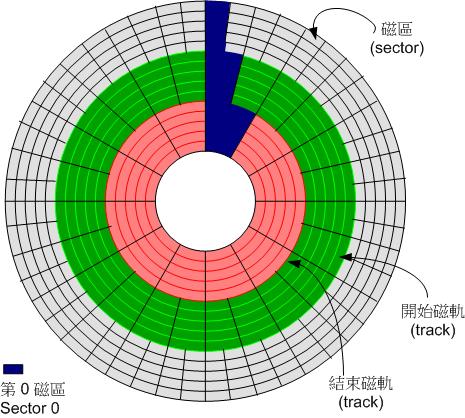 磁區
(sector)
開始磁軌
(track)
結束磁軌
(track)
第 0 磁區
Sector 0